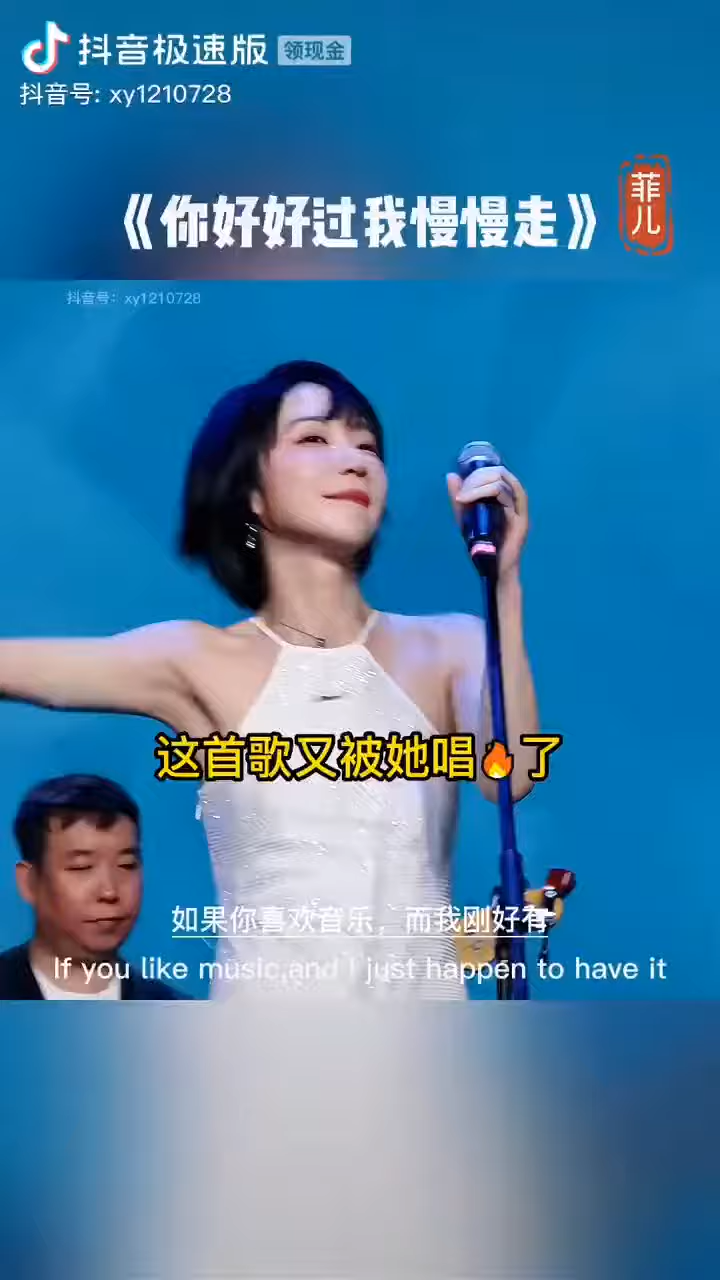 抖音极速版 领现金
抖音号: xy1210728
《你好好过我慢慢走》
菲儿
抖音号: xy1210728
这首歌又被她唱🔥了
如果你喜欢音乐，而我刚好有
If you like music,and I just happen to have it